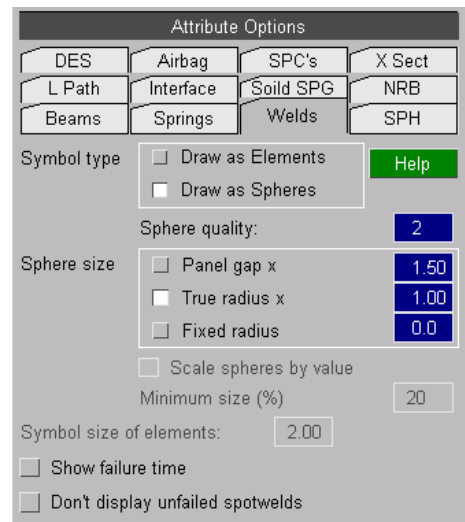 Attribute Options
DES Airbag SPC's X Sect
L Path Interface Soild SPG NRB
Beams Springs Welds SPH
Symbol type Draw as Elements Help
Draw as Spheres
Sphere quality: 2
Sphere size Panel gap x 1.50
True radius x 1.00
Fixed radius 0.0
Scale spheres by value
Minimum size (%) 20
Symbol size of elements: 2.00
Show failure time
Don't display unfailed spotwelds